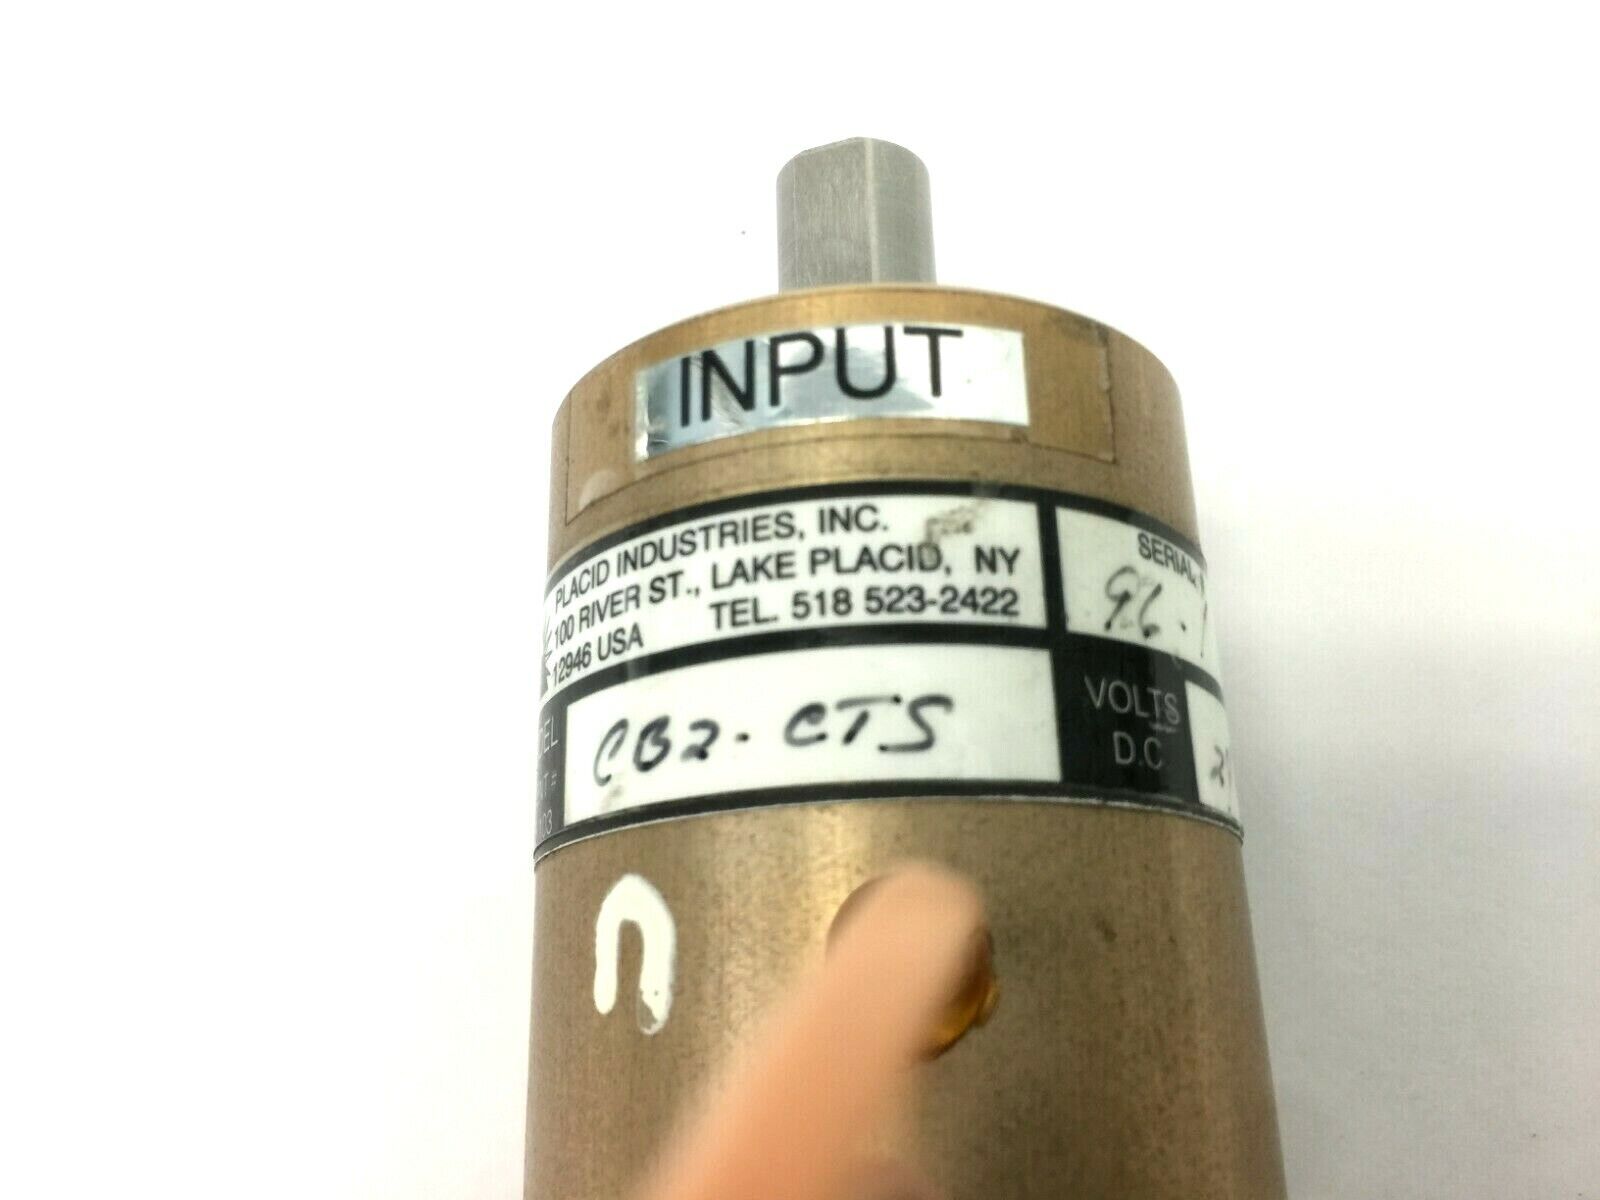 INPUT
PLACID INDUSTRIES, INC.
100 RIVER ST., LAKE PLACID, NY
12946 USA TEL. 518 523-2422
SERIAL
96-
CB2-CTS
VOLTS
D.C.